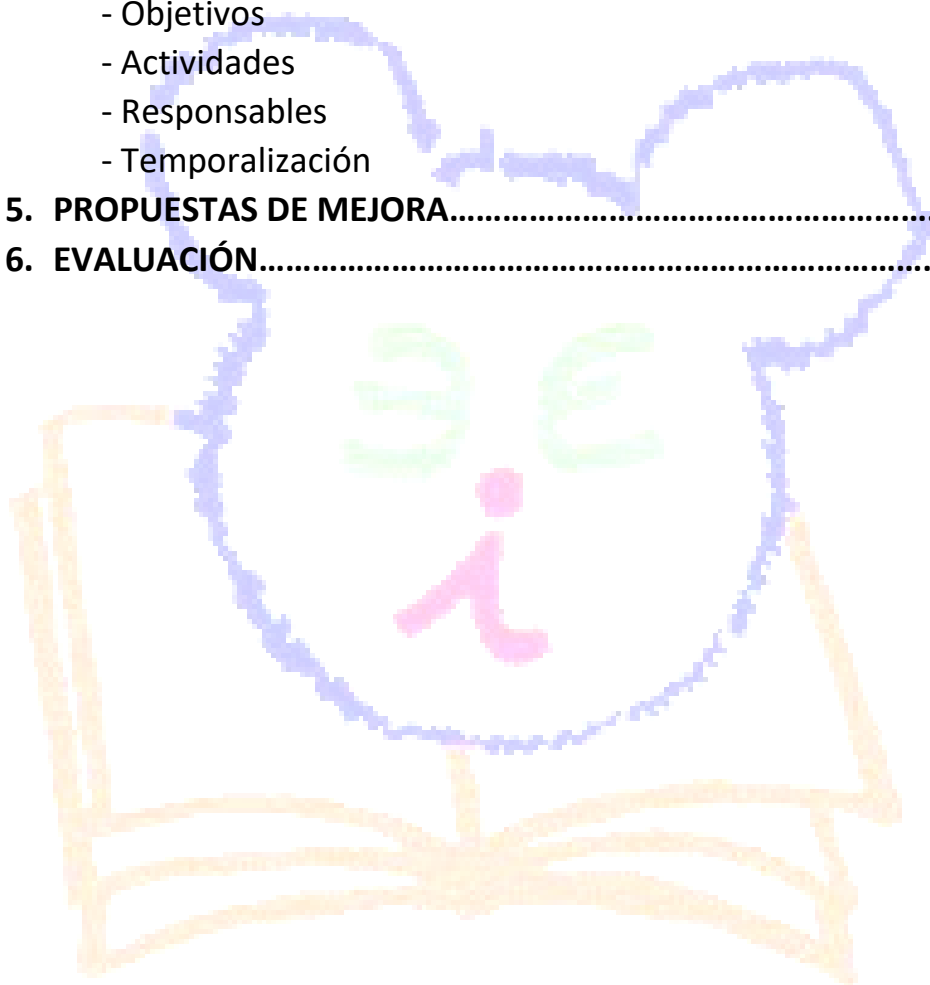 - Objetivos
- Actividades
- Responsables
- Temporalización
5. PROPUESTAS DE MEJORA……………………………………………………………………….
6. EVALUACIÓN…………………………………………………………………………………….